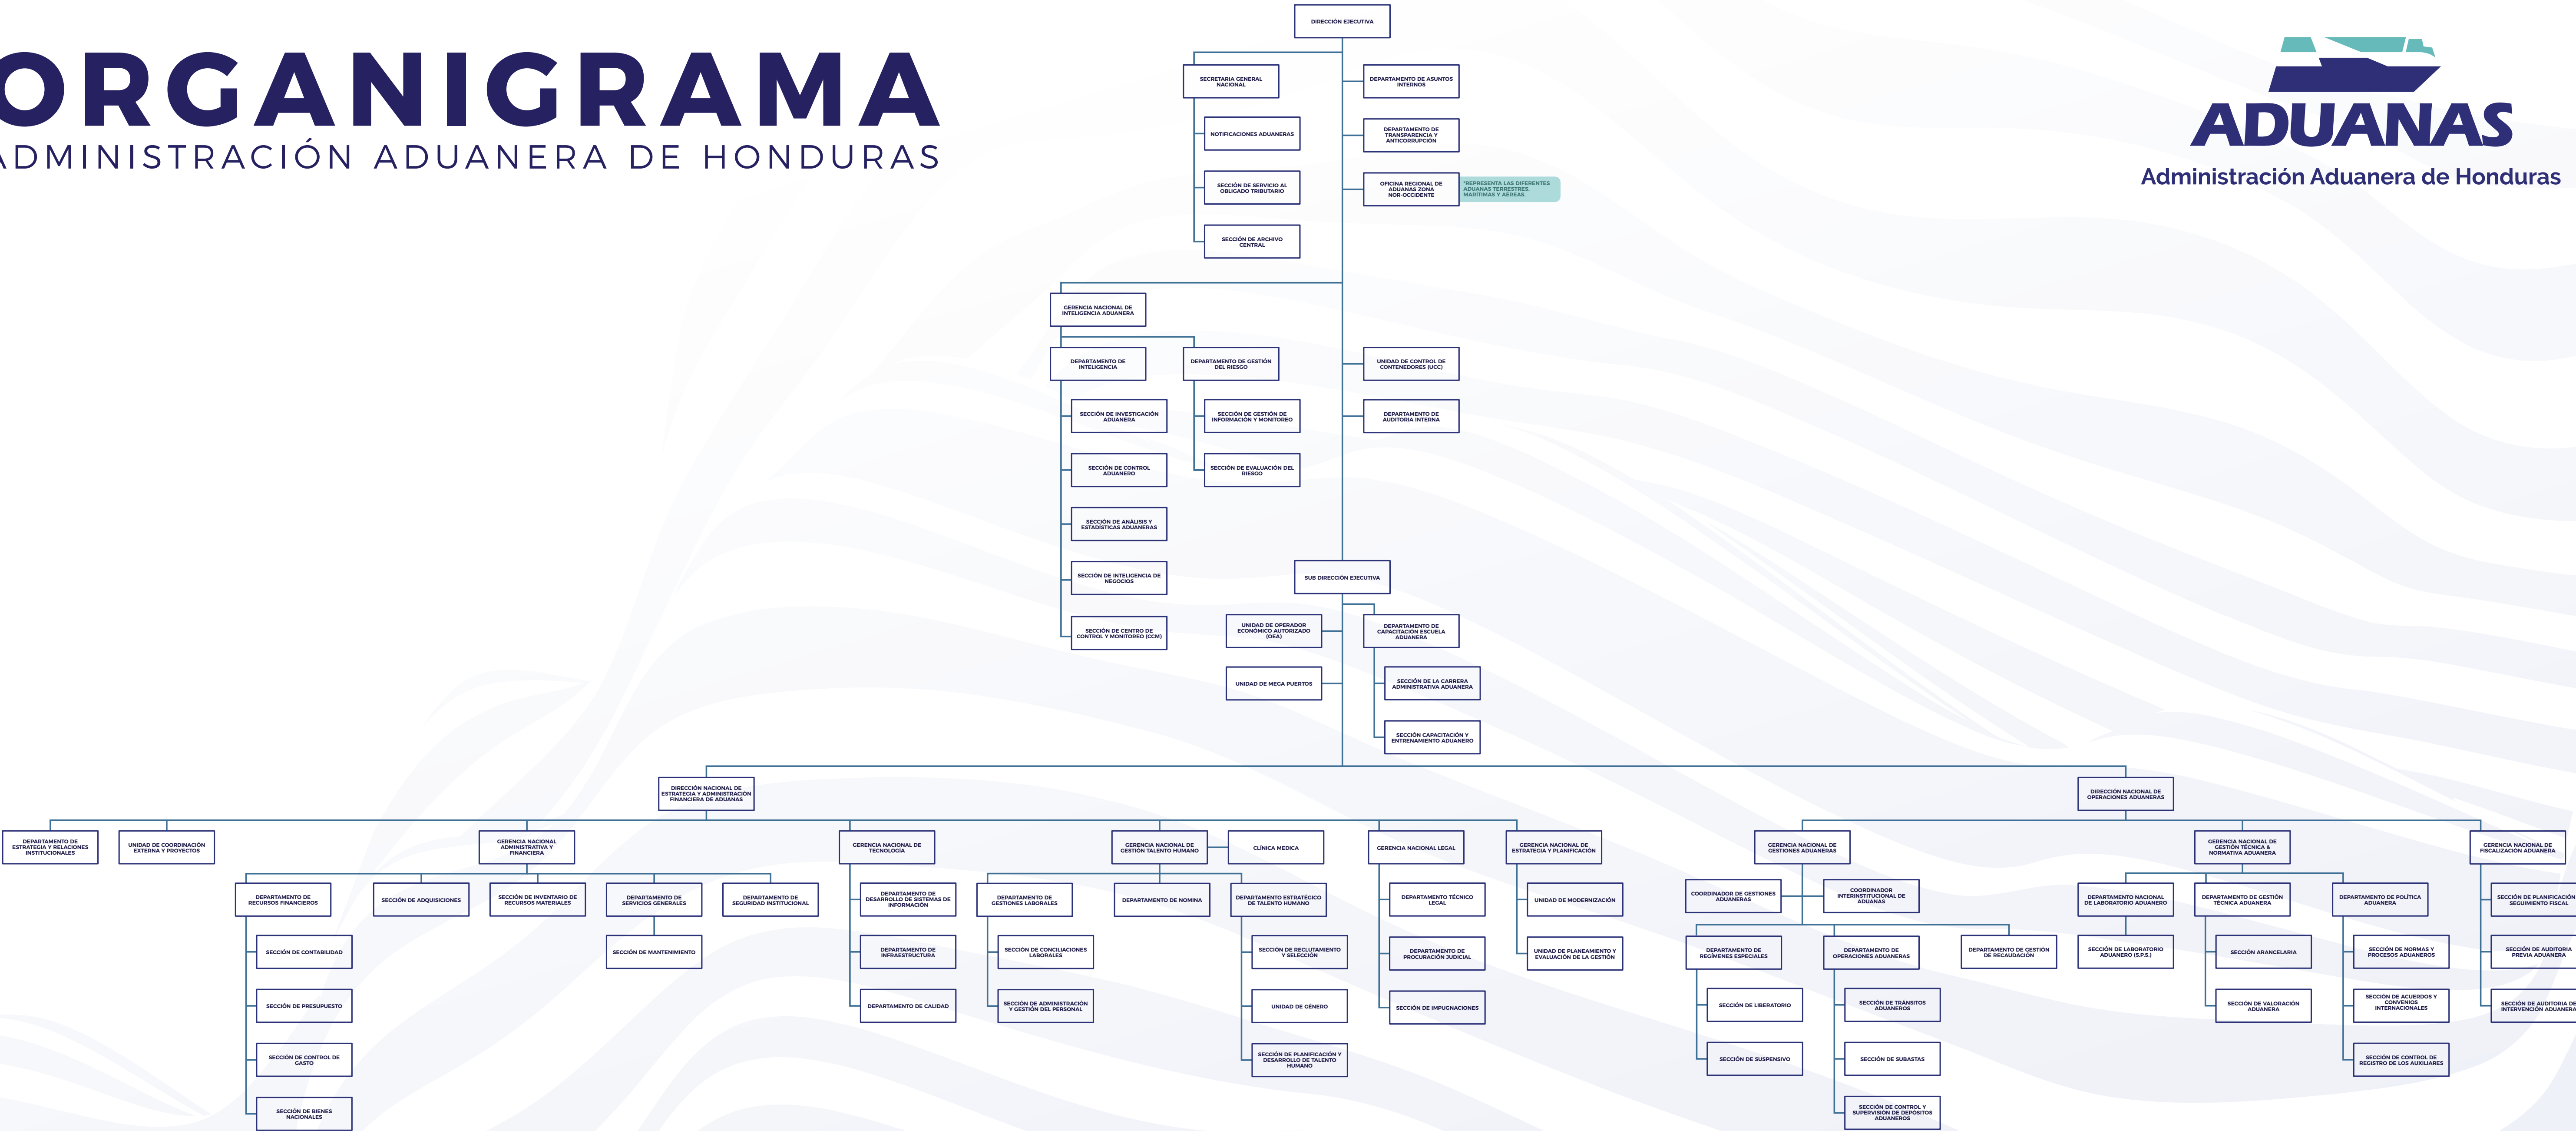 ORGANIGRAMA
ADMINISTRACIÓN ADUANERA DE HONDURAS
ADUANAS
Administración Aduanera de Honduras
DIRECCIÓN EJECUTIVA
SECRETARIA GENERAL
NACIONAL
NOTIFICACIONES ADUANERAS
SECCIÓN DE SERVICIO AL
OBLIGADO TRIBUTARIO
SECCIÓN DE ARCHIVO
CENTRAL
DEPARTAMENTO DE ASUNTOS
INTERNOS
DEPARTAMENTO DE
TRANSPARENCIA Y
ANTICORRUPCIÓN
OFICINA REGIONAL DE
ADUANAS ZONA
NOR-OCCIDENTE
*REPRESENTA LAS DIFERENTES
ADUANAS TERRESTRES,
MARÍTIMAS Y AÉREAS.
GERENCIA NACIONAL DE
INTELIGENCIA ADUANERA
DEPARTAMENTO DE
INTELIGENCIA
SECCIÓN DE INVESTIGACIÓN
ADUANERA
SECCIÓN DE CONTROL
ADUANERO
SECCIÓN DE ANÁLISIS Y
ESTADÍSTICAS ADUANERAS
SECCIÓN DE INTELIGENCIA DE
NEGOCIOS
SECCIÓN DE CENTRO DE
CONTROL Y MONITOREO (CCM)
DEPARTAMENTO DE GESTIÓN
DEL RIESGO
SECCIÓN DE GESTIÓN DE
INFORMACIÓN Y MONITOREO
SECCIÓN DE EVALUACIÓN DEL
RIESGO
UNIDAD DE CONTROL DE
CONTENEDORES (UCC)
DEPARTAMENTO DE
AUDITORIA INTERNA
SUB DIRECCIÓN EJECUTIVA
UNIDAD DE OPERADOR
ECONÓMICO AUTORIZADO
(OEA)
UNIDAD DE MEGA PUERTOS
DEPARTAMENTO DE
CAPACITACIÓN ESCUELA
ADUANERA
SECCIÓN DE LA CARRERA
ADMINISTRATIVA ADUANERA
SECCIÓN CAPACITACIÓN Y
ENTRENAMIENTO ADUANERO
DIRECCIÓN NACIONAL DE
ESTRATEGIA Y ADMINISTRACIÓN
FINANCIERA DE ADUANAS
DEPARTAMENTO DE
ESTRATEGIA Y RELACIONES
INSTITUCIONALES
UNIDAD DE COORDINACIÓN
EXTERNA Y PROYECTOS
GERENCIA NACIONAL
ADMINISTRATIVA Y
FINANCIERA
DEPARTAMENTO DE
RECURSOS FINANCIEROS
SECCIÓN DE CONTABILIDAD
SECCIÓN DE PRESUPUESTO
SECCIÓN DE CONTROL DE
GASTO
SECCIÓN DE BIENES
NACIONALES
SECCIÓN DE ADQUISICIONES
SECCIÓN DE INVENTARIO DE
RECURSOS MATERIALES
DEPARTAMENTO DE
SERVICIOS GENERALES
SECCIÓN DE MANTENIMIENTO
DEPARTAMENTO DE
SEGURIDAD INSTITUCIONAL
GERENCIA NACIONAL DE
TECNOLOGÍA
DEPARTAMENTO DE
DESARROLLO DE SISTEMAS DE
INFORMACIÓN
DEPARTAMENTO DE
INFRAESTRUCTURA
DEPARTAMENTO DE CALIDAD
GERENCIA NACIONAL DE
GESTIÓN TALENTO HUMANO
CLÍNICA MEDICA
DEPARTAMENTO DE
GESTIONES LABORALES
SECCIÓN DE CONCILIACIONES
LABORALES
SECCIÓN DE ADMINISTRACIÓN
Y GESTIÓN DEL PERSONAL
DEPARTAMENTO DE NOMINA
DEPARTAMENTO ESTRATÉGICO
DE TALENTO HUMANO
SECCIÓN DE RECLUTAMIENTO
Y SELECCIÓN
UNIDAD DE GÉNERO
SECCIÓN DE PLANIFICACIÓN Y
DESARROLLO DE TALENTO
HUMANO
GERENCIA NACIONAL LEGAL
DEPARTAMENTO TÉCNICO
LEGAL
DEPARTAMENTO DE
PROCURACIÓN JUDICIAL
SECCIÓN DE IMPUGNACIONES
GERENCIA NACIONAL DE
ESTRATEGIA Y PLANIFICACIÓN
UNIDAD DE MODERNIZACIÓN
UNIDAD DE PLANEAMIENTO Y
EVALUACIÓN DE LA GESTIÓN
DIRECCIÓN NACIONAL DE
OPERACIONES ADUANERAS
GERENCIA NACIONAL DE
GESTIONES ADUANERAS
COORDINADOR DE GESTIONES
ADUANERAS
COORDINADOR
INTERINSTITUCIONAL DE
ADUANAS
DEPARTAMENTO DE
REGÍMENES ESPECIALES
SECCIÓN DE LIBERATORIO
SECCIÓN DE SUSPENSIVO
DEPARTAMENTO DE
OPERACIONES ADUANERAS
SECCIÓN DE TRÁNSITOS
ADUANEROS
SECCIÓN DE SUBASTAS
SECCIÓN DE CONTROL Y
SUPERVISIÓN DE DEPÓSITOS
ADUANEROS
DEPARTAMENTO DE GESTIÓN
DE RECAUDACIÓN
GERENCIA NACIONAL DE
GESTIÓN TÉCNICA &
NORMATIVA ADUANERA
DEPARTAMENTO NACIONAL
DE LABORATORIO ADUANERO
SECCIÓN DE LABORATORIO
ADUANERO (S.P.S.)
DEPARTAMENTO DE GESTIÓN
TÉCNICA ADUANERA
SECCIÓN ARANCELARIA
SECCIÓN DE VALORACIÓN
ADUANERA
DEPARTAMENTO DE POLÍTICA
ADUANERA
SECCIÓN DE NORMAS Y
PROCESOS ADUANEROS
SECCIÓN DE ACUERDOS Y
CONVENIOS
INTERNACIONALES
SECCIÓN DE CONTROL DE
REGISTRO DE LOS AUXILIARES
GERENCIA NACIONAL DE
FISCALIZACIÓN ADUANERA
SECCIÓN DE PLANIFICACIÓN
SEGUIMIENTO FISCAL
SECCIÓN DE AUDITORIA
PREVIA ADUANERA
SECCIÓN DE AUDITORIA DE
INTERVENCIÓN ADUANERA